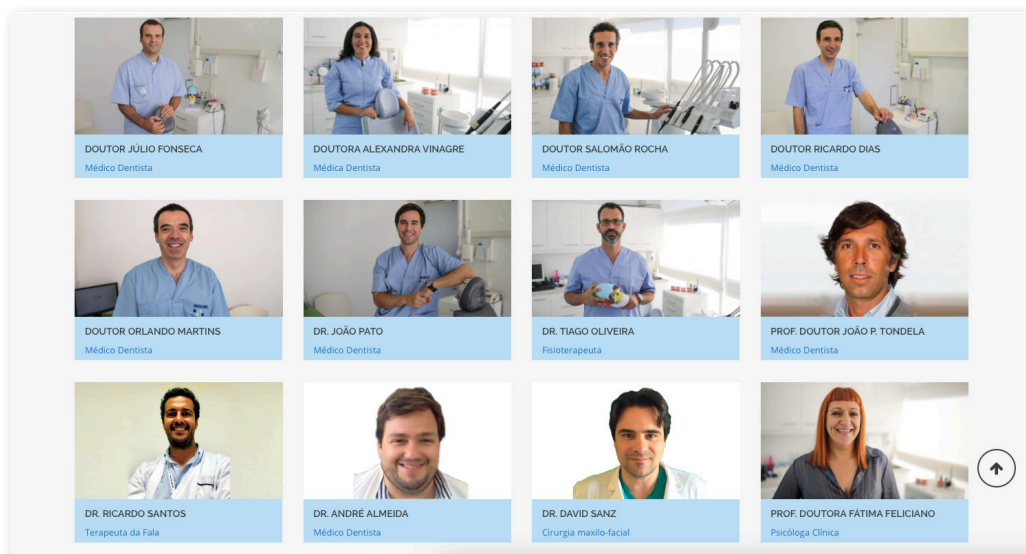 DOUTOR JÚLIO FONSECA
Médico Dentista
DOUTORA ALEXANDRA VINAGRE
Médica Dentista
DOUTOR SALOMÃO ROCHA
Médico Dentista
DOUTOR RICARDO DIAS
Médico Dentista
DOUTOR ORLANDO MARTINS
Médico Dentista
DR. JOÃO PATO
Médico Dentista
DR. TIAGO OLIVEIRA
Fisioterapeuta
PROF. DOUTOR JOÃO P. TONDELA
Médico Dentista
DR. RICARDO SANTOS
Terapeuta da Fala
DR. ANDRÉ ALMEIDA
Médico Dentista
DR. DAVID SANZ
Cirurgia maxilo-facial
PROF. DOUTORA FÁTIMA FELICIANO
Psicóloga Clínica